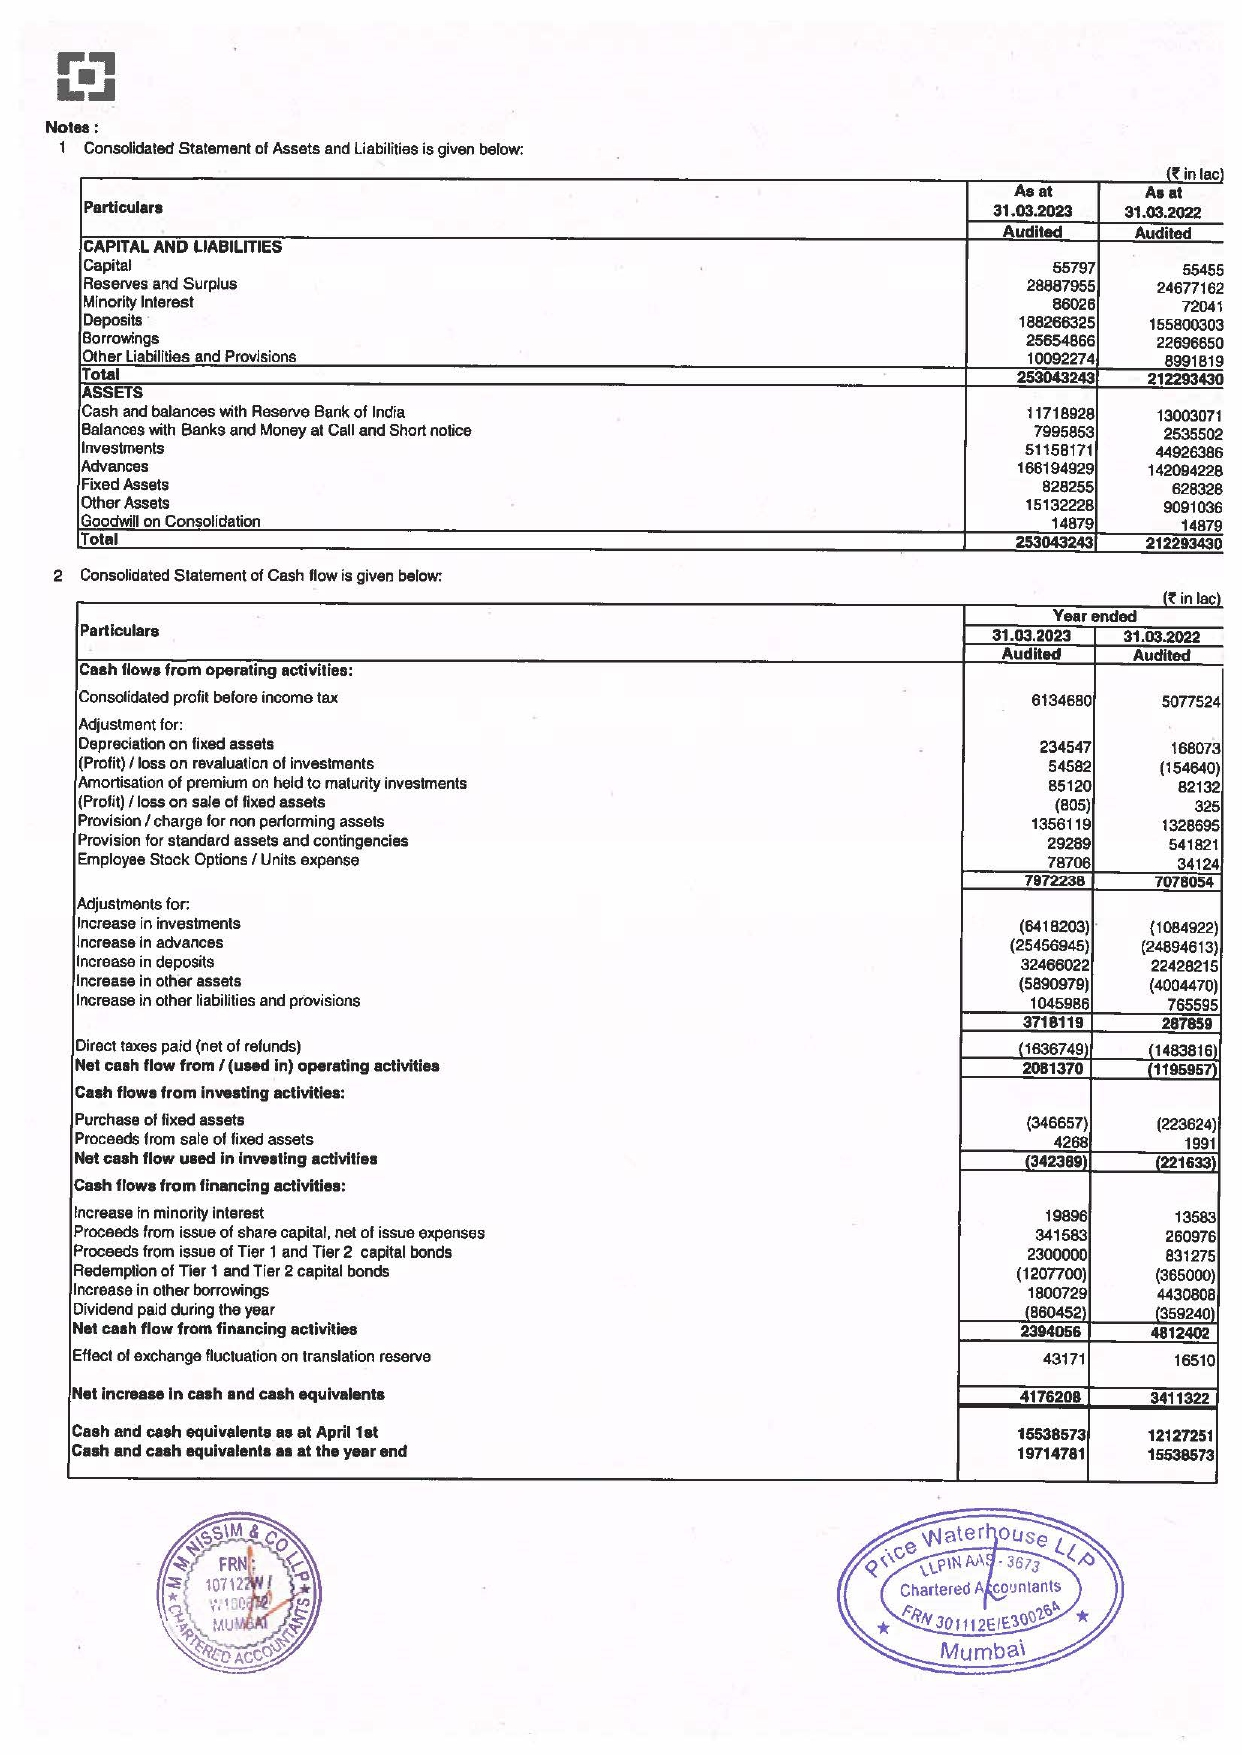 Notes :
1 Consolidated Statement of Assets and Liabilities is given below:
(₹ in lac)
Particulars As at 31.03.2023 As at 31.03.2022
Audited Audited
CAPITAL AND LIABILITIES
Capital 55797 55455
Reserves and Surplus 28887955 24677162
Minority Interest 86026 72041
Deposits 188266325 155800303
Borrowings 25654866 22696650
Other Liabilities and Provisions 10092274 8991819
Total 253043243 212293430
ASSETS
Cash and balances with Reserve Bank of India 11718928 13003071
Balances with Banks and Money at Call and Short notice 7995853 2535502
Investments 51158171 44926386
Advances 166194929 142094228
Fixed Assets 828255 628328
Other Assets 15132228 9091036
Goodwill on Consolidation 14879 14879
Total 253043243 212293430
2 Consolidated Statement of Cash flow is given below:
(₹ in lac)
Particulars Year ended
31.03.2023 31.03.2022
Audited Audited
Cash flows from operating activities:
Consolidated profit before income tax 6134680 5077524
Adjustment for:
Depreciation on fixed assets 234547 168073
(Profit) / loss on revaluation of investments 54582 (154640)
Amortisation of premium on held to maturity investments 85120 82132
(Profit) / loss on sale of fixed assets (805) 325
Provision / charge for non performing assets 1356119 1328695
Provision for standard assets and contingencies 29289 541821
Employee Stock Options / Units expense 78706 34124
7972238 7078054
Adjustments for:
Increase in investments (6418203) (1084922)
Increase in advances (25456945) (24894613)
Increase in deposits 32466022 22428215
Increase in other assets (5890979) (4004470)
Increase in other liabilities and provisions 1045986 765595
3718119 287859
Direct taxes paid (net of refunds) (1636749) (1483816)
Net cash flow from / (used in) operating activities 2081370 (1195957)
Cash flows from investing activities:
Purchase of fixed assets (346657) (223624)
Proceeds from sale of fixed assets 4268 1991
Net cash flow used in investing activities (342389) (221633)
Cash flows from financing activities:
Increase in minority interest 19896 13583
Proceeds from issue of share capital, net of issue expenses 341583 260976
Proceeds from issue of Tier 1 and Tier 2 capital bonds 2300000 831275
Redemption of Tier 1 and Tier 2 capital bonds (1207700) (365000)
Increase in other borrowings 1800729 4430808
Dividend paid during the year (860452) (359240)
Net cash flow from financing activities 2394056 4812402
Effect of exchange fluctuation on translation reserve 43171 16510
Net increase in cash and cash equivalents 4176208 3411322
Cash and cash equivalents as at April 1st 15538573 12127251
Cash and cash equivalents as at the year end 19714781 15538573
M M NISSIM & CO LLP
FRN:
107122W /
MUMBAI
CHARTERED ACCOUNTANTS
Price Waterhouse LLP
LLPIN AAS - 3673
Chartered Accountants
FRN 301112E/E30026A
Mumbai